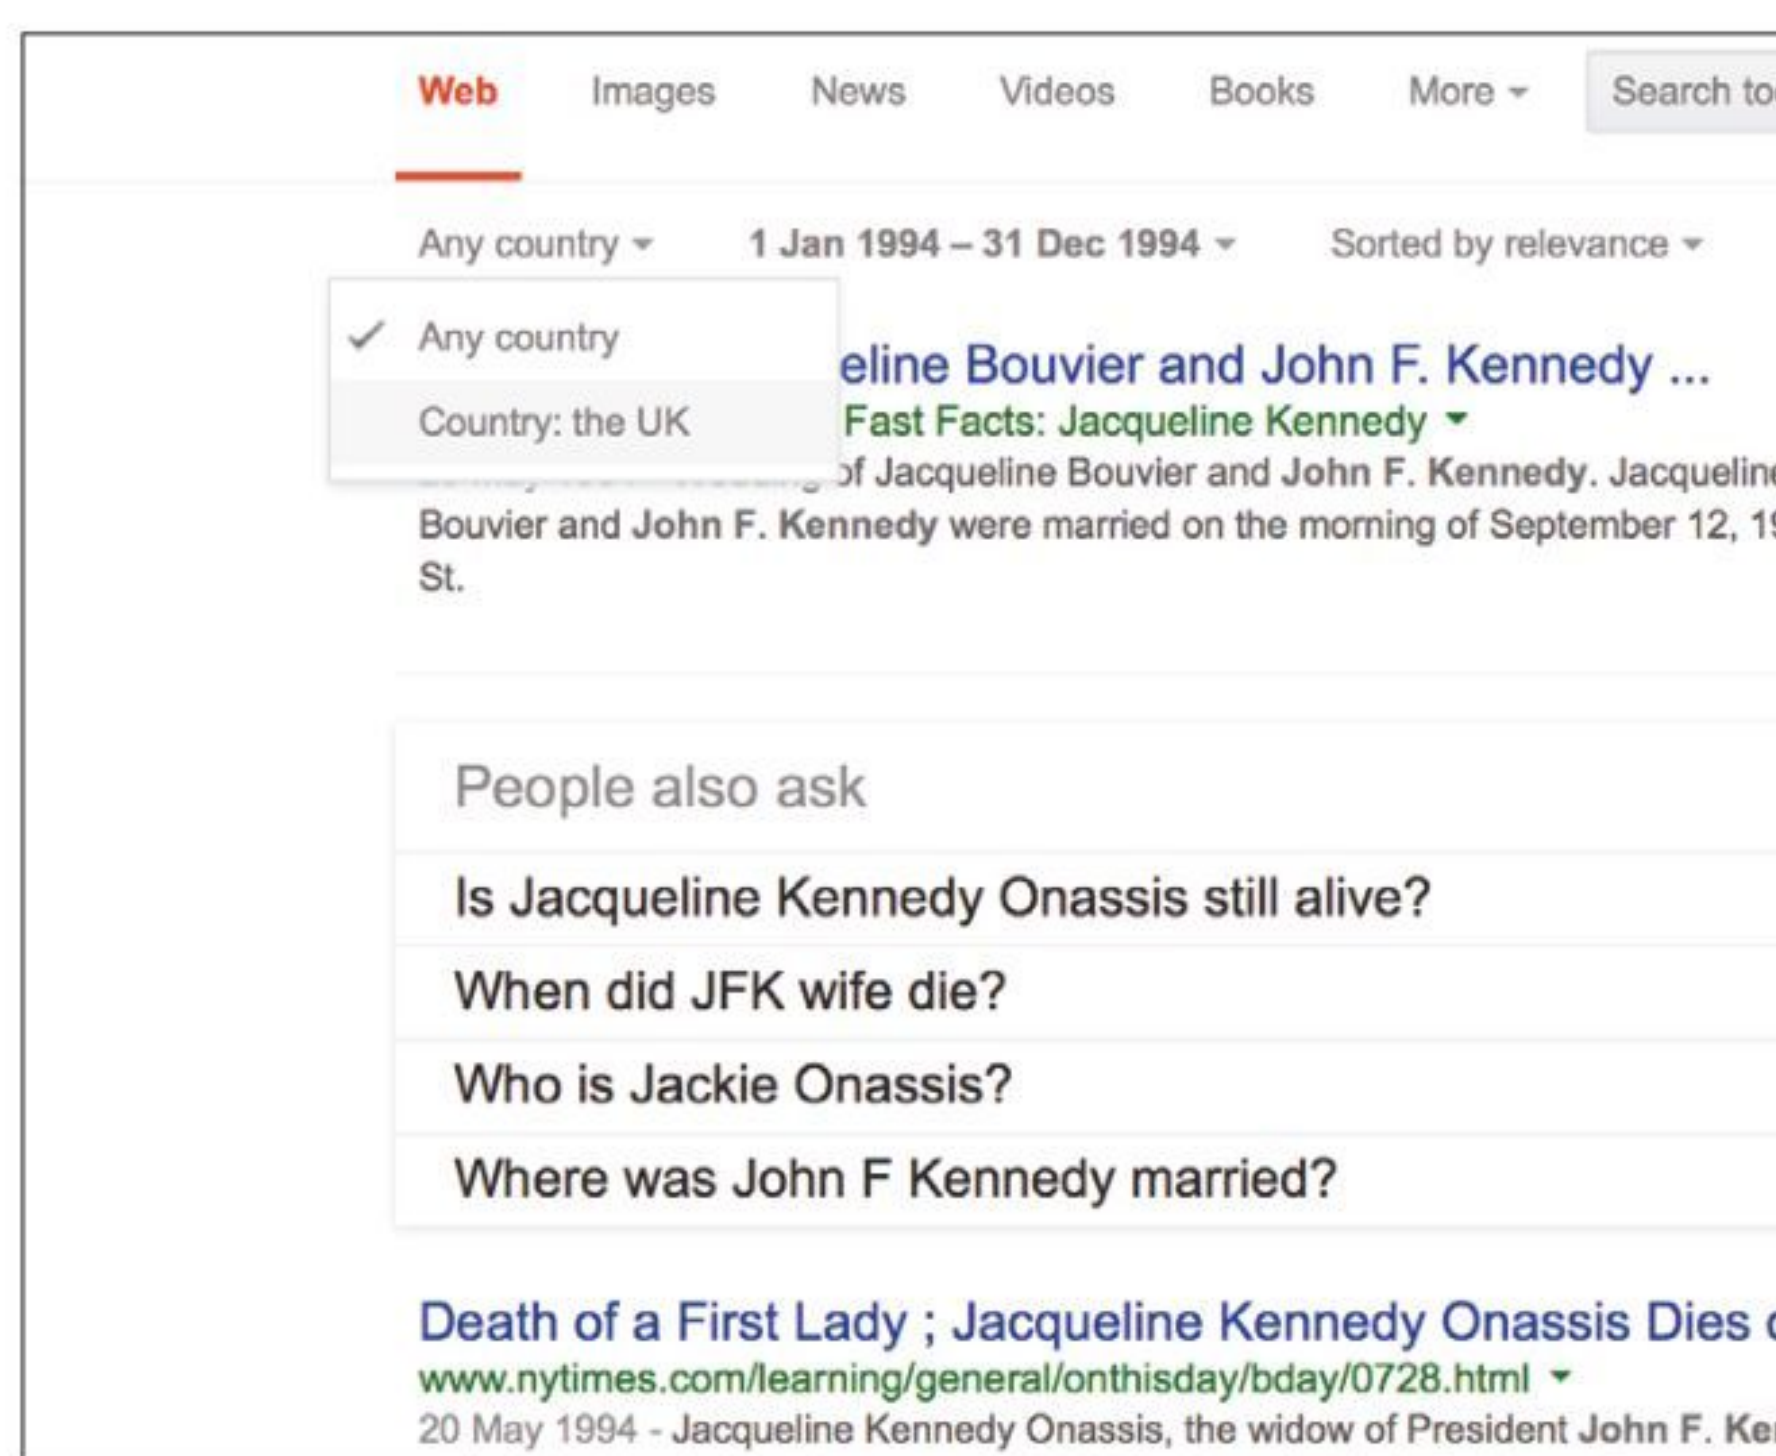 Web Images News Videos Books More Search to
Any country 1 Jan 1994 – 31 Dec 1994 Sorted by relevance
Any country
Country: the UK
eline Bouvier and John F. Kennedy ...
Fast Facts: Jacqueline Kennedy
of Jacqueline Bouvier and John F. Kennedy. Jacqueline
Bouvier and John F. Kennedy were married on the morning of September 12, 19
St.
People also ask
Is Jacqueline Kennedy Onassis still alive?
When did JFK wife die?
Who is Jackie Onassis?
Where was John F Kennedy married?
Death of a First Lady ; Jacqueline Kennedy Onassis Dies
www.nytimes.com/learning/general/onthisday/bday/0728.html
20 May 1994 - Jacqueline Kennedy Onassis, the widow of President John F. Ke